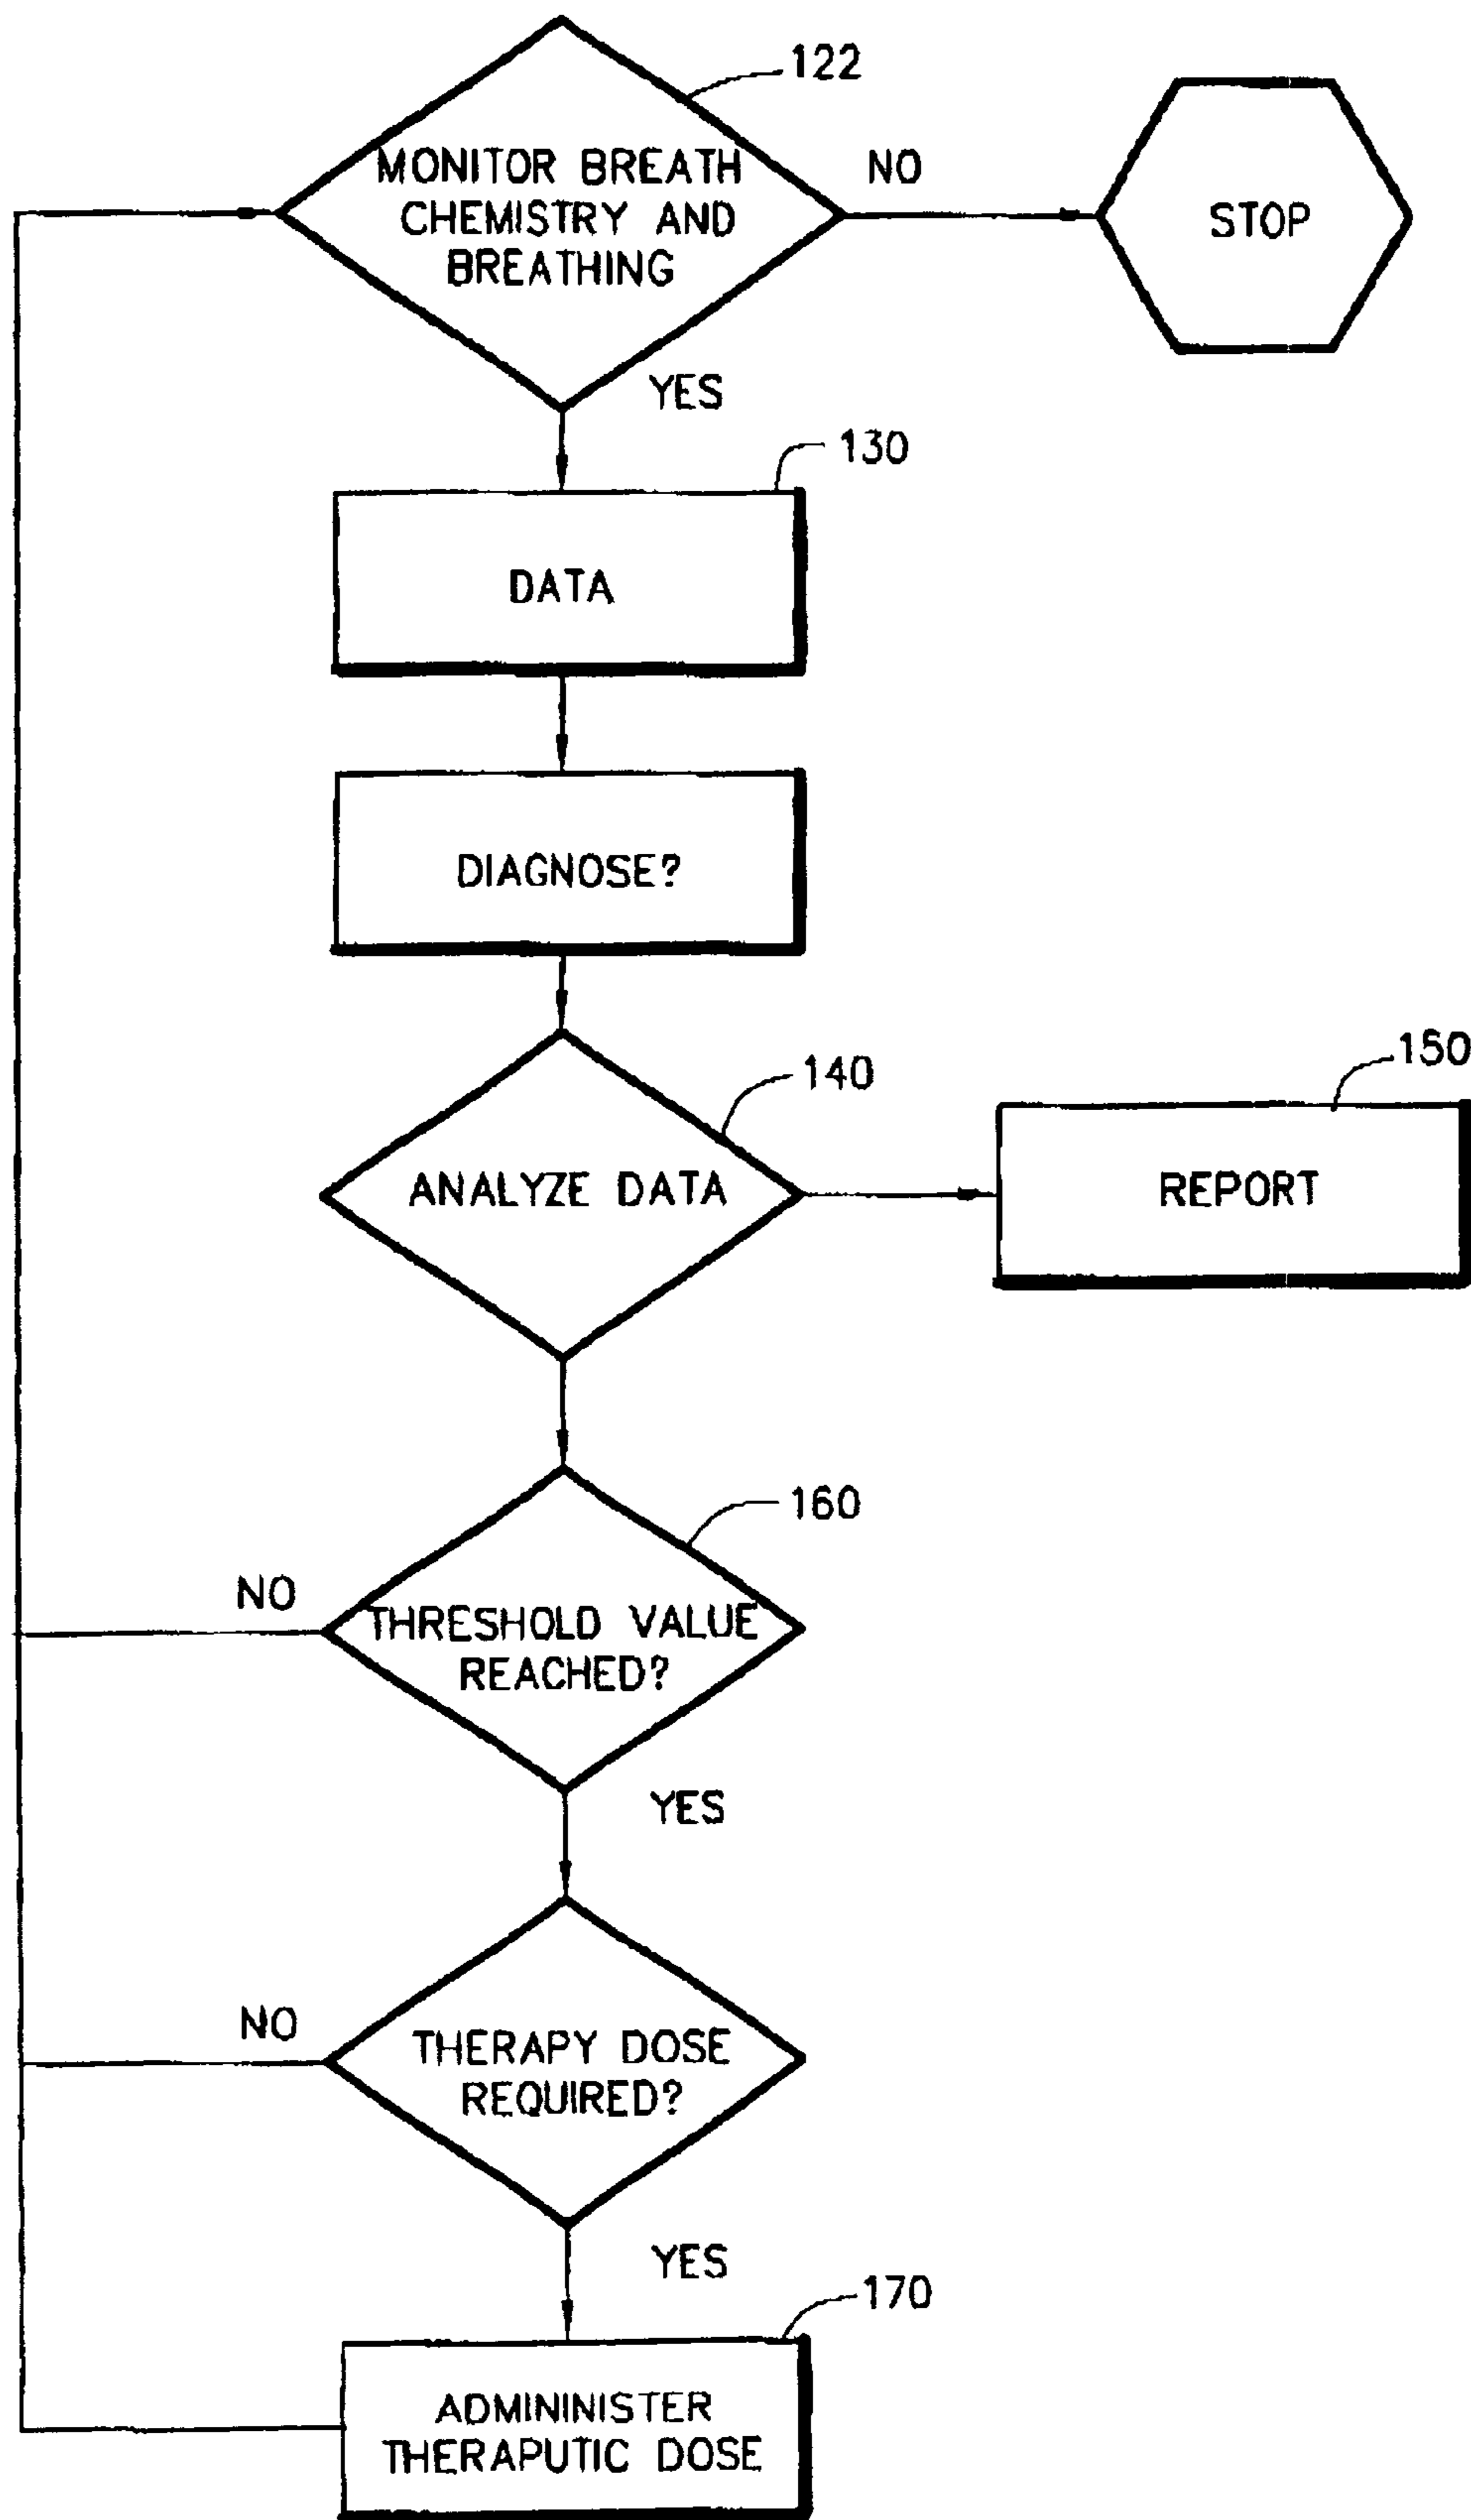 122
MONITOR BREATH
CHEMISTRY AND
BREATHING
NO
STOP
YES
130
DATA
DIAGNOSE?
140
ANALYZE DATA
150
REPORT
160
NO
THRESHOLD VALUE
REACHED?
YES
NO
THERAPY DOSE
REQUIRED?
YES
170
ADMININISTER
THERAPUTIC DOSE